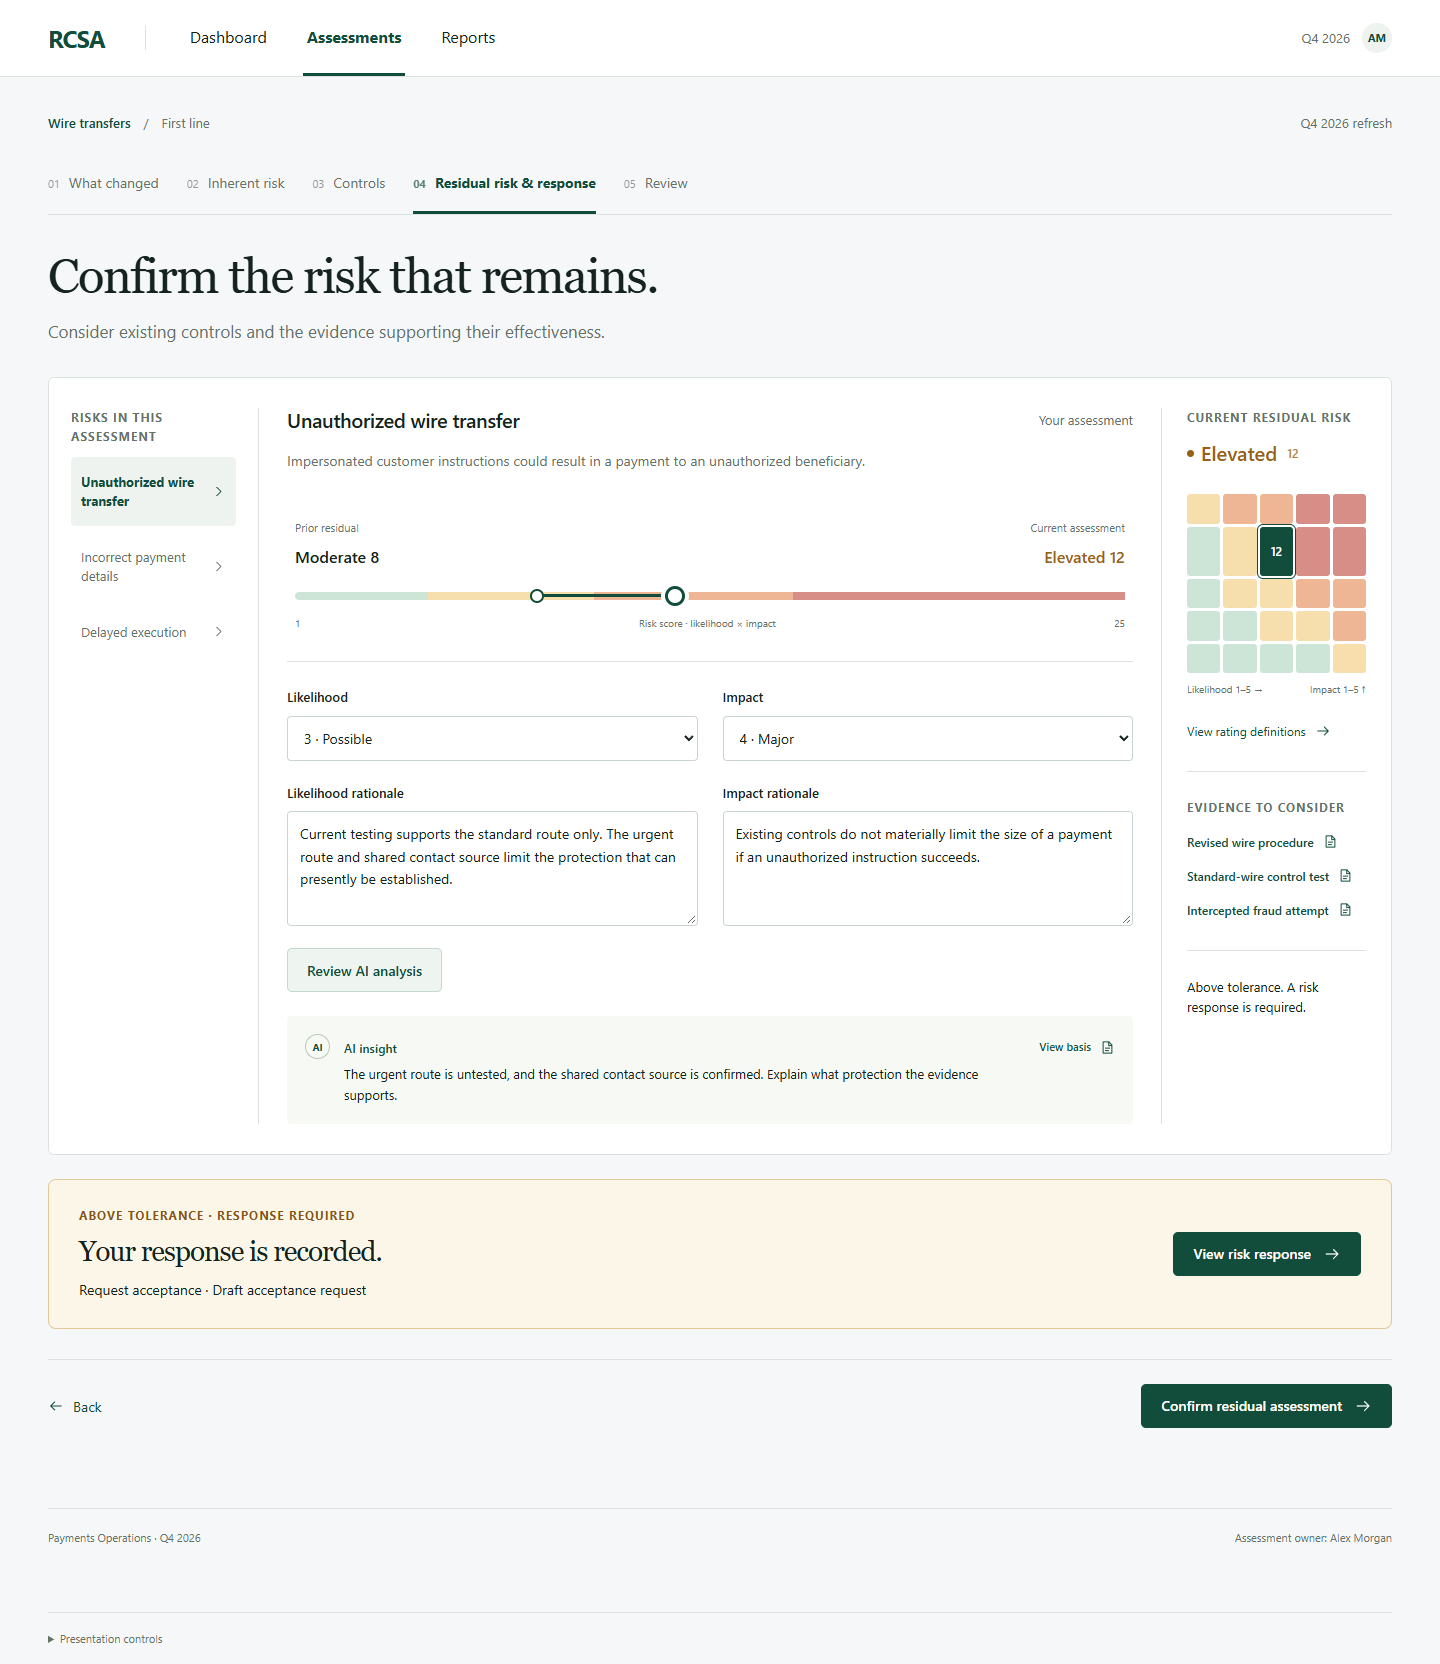 RCSA
Dashboard
Assessments
Reports
Q4 2026
AM
Wire transfers / First line
Q4 2026 refresh
01 What changed
02 Inherent risk
03 Controls
04 Residual risk & response
05 Review
Confirm the risk that remains.
Consider existing controls and the evidence supporting their effectiveness.
RISKS IN THIS
ASSESSMENT
Unauthorized wire
transfer
Incorrect payment
details
Delayed execution
Unauthorized wire transfer
Your assessment
Impersonated customer instructions could result in a payment to an unauthorized beneficiary.
Prior residual
Current assessment
Moderate 8
Elevated 12
1
Risk score · likelihood × impact
25
Likelihood
Impact
3 · Possible
4 · Major
Likelihood rationale
Impact rationale
Current testing supports the standard route only. The urgent
route and shared contact source limit the protection that can
presently be established.
Existing controls do not materially limit the size of a payment
if an unauthorized instruction succeeds.
Review AI analysis
AI
AI insight
View basis
The urgent route is untested, and the shared contact source is confirmed. Explain what protection the evidence
supports.
CURRENT RESIDUAL RISK
• Elevated 12
12
Likelihood 1–5 →
Impact 1–5 ↑
View rating definitions →
EVIDENCE TO CONSIDER
Revised wire procedure
Standard-wire control test
Intercepted fraud attempt
Above tolerance. A risk
response is required.
ABOVE TOLERANCE · RESPONSE REQUIRED
Your response is recorded.
Request acceptance · Draft acceptance request
View risk response →
← Back
Confirm residual assessment →
Payments Operations · Q4 2026
Assessment owner: Alex Morgan
▶ Presentation controls